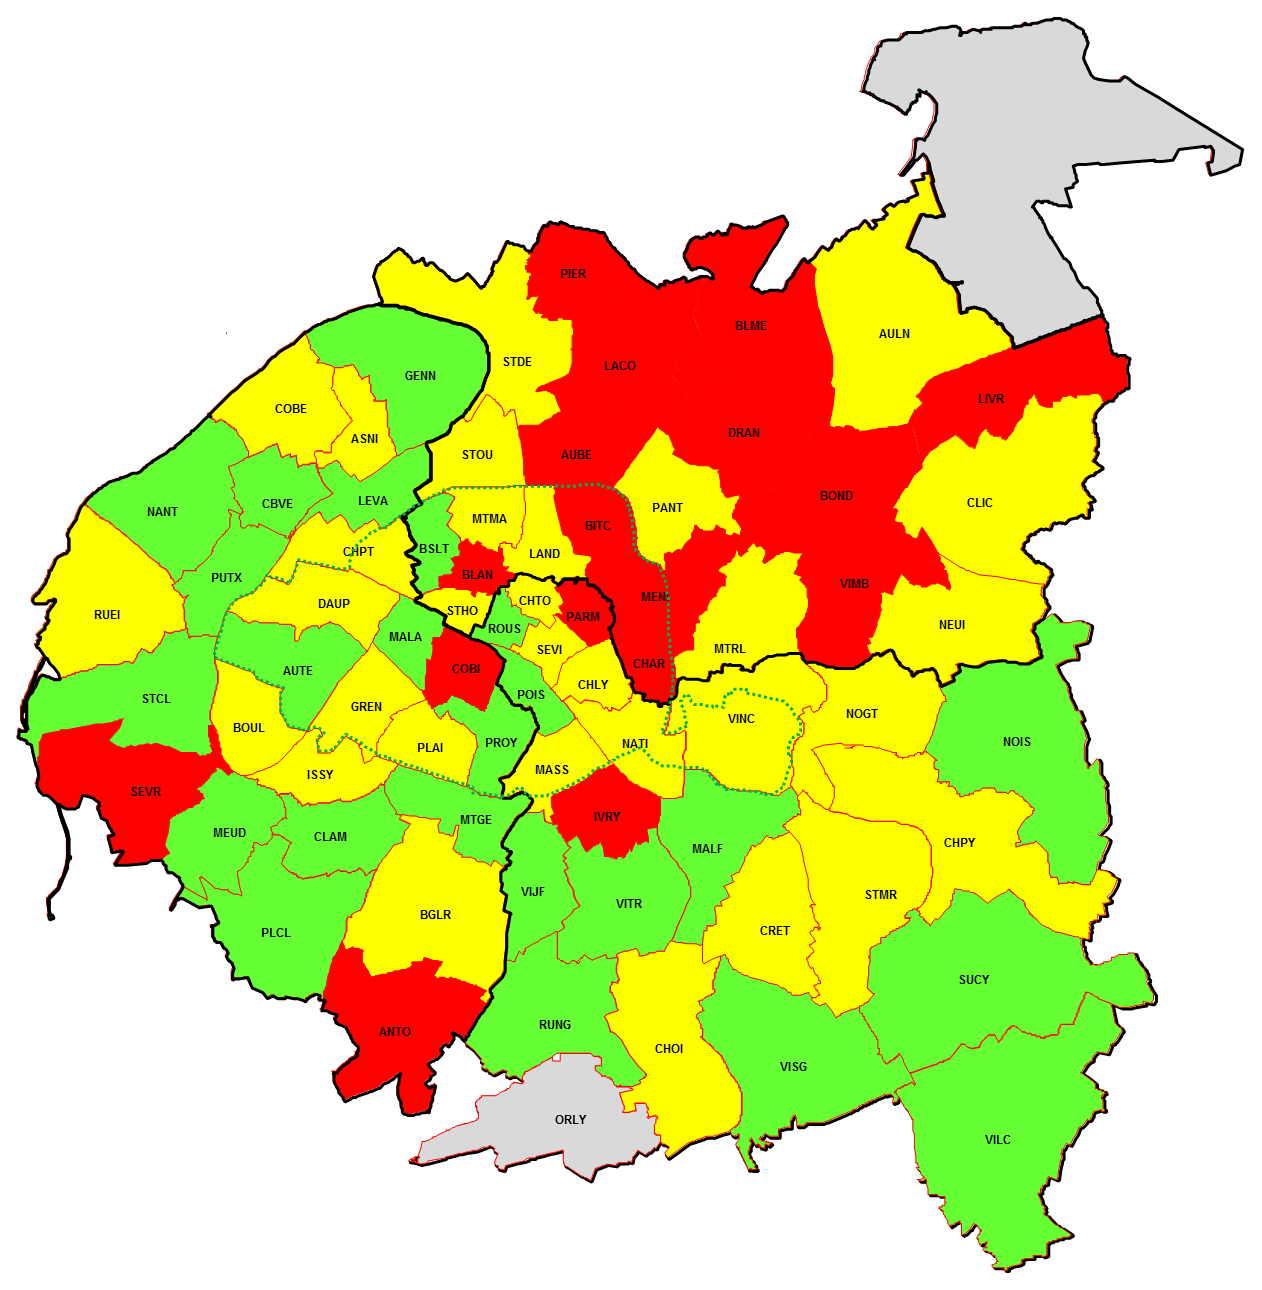 PIER
BLME
AULN
STDE
LACO
GENN
LIVR
COBE
ASNI
DRAN
STOU
AUBE
BOND
CLIC
CBVE
LEVA
NANT
PANT
MTMA
BITC
BSLT
LAND
CHPT
BLAN
PUTX
VIMB
MEN
DAUP
CHTO
STHO
RUEI
PARM
NEUI
ROUS
MALA
SEVI
MTRL
CHAR
COBI
AUTE
CHLY
POIS
STCL
GREN
NOGT
VINC
BOUL
PROY
NATI
NOIS
PLAI
MASS
ISSY
SEVR
IVRY
MTGE
MEUD
CLAM
CHPY
MALF
VIJF
STMR
VITR
BGLR
CRET
PLCL
SUCY
RUNG
ANTO
CHOI
VISG
ORLY
VILC